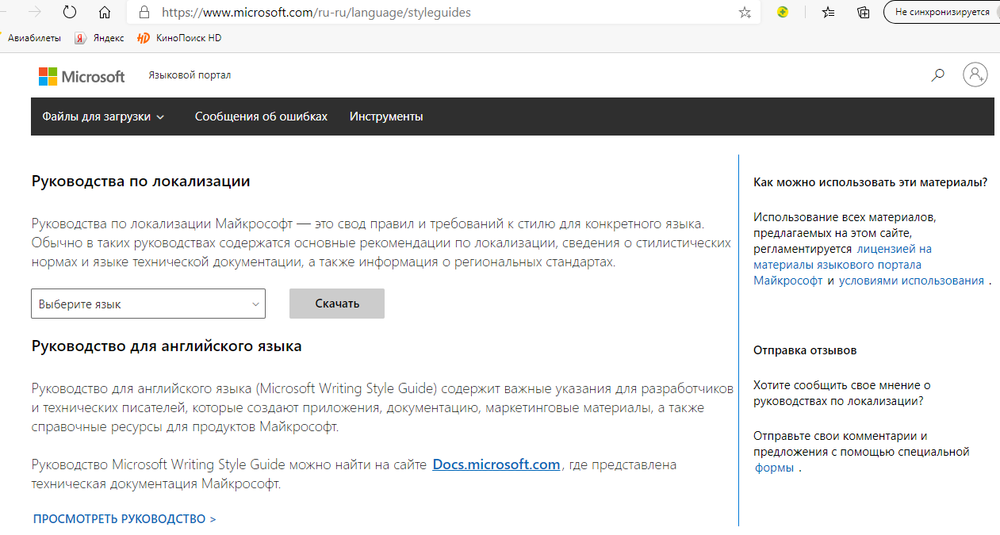 https://www.microsoft.com/ru-ru/language/styleguides
Не синхронизируется
Авиабилеты
Яндекс
HD КиноПоиск HD
Microsoft
Языковой портал
Файлы для загрузки
Сообщения об ошибках
Инструменты
Руководства по локализации
Руководства по локализации Майкрософт — это свод правил и требований к стилю для конкретного языка.
Обычно в таких руководствах содержатся основные рекомендации по локализации, сведения о стилистических
нормах и языке технической документации, а также информация о региональных стандартах.
Выберите язык
Скачать
Руководство для английского языка
Руководство для английского языка (Microsoft Writing Style Guide) содержит важные указания для разработчиков
и технических писателей, которые создают приложения, документацию, маркетинговые материалы, а также
справочные ресурсы для продуктов Майкрософт.
Руководство Microsoft Writing Style Guide можно найти на сайте Docs.microsoft.com, где представлена
техническая документация Майкрософт.
ПРОСМОТРЕТЬ РУКОВОДСТВО >
Как можно использовать эти материалы?
Использование всех материалов,
предлагаемых на этом сайте,
регламентируется лицензией на
материалы языкового портала
Майкрософт и условиями использования .
Отправка отзывов
Хотите сообщить свое мнение о
руководствах по локализации?
Отправьте свои комментарии и
предложения с помощью специальной
формы .